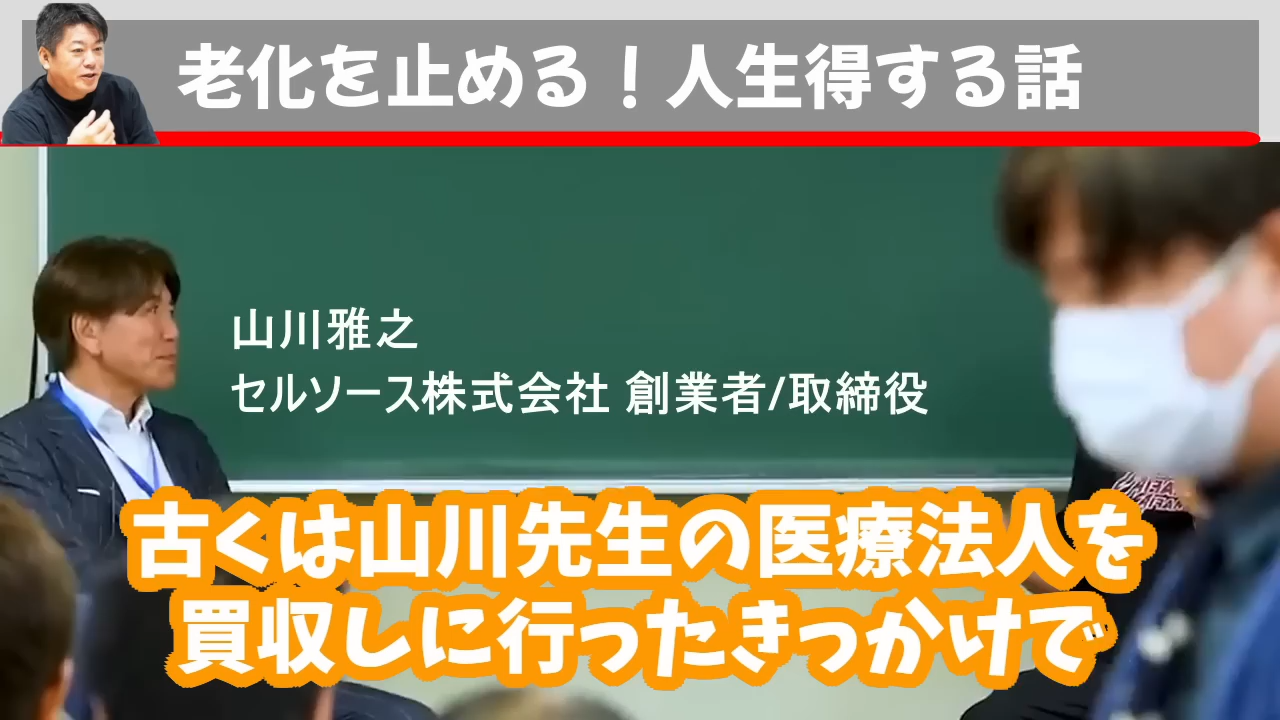 老化を止める！人生得する話
山川雅之
セルソース株式会社 創業者/取締役
古くは山川先生の医療法人を
買収しに行ったきっかけで